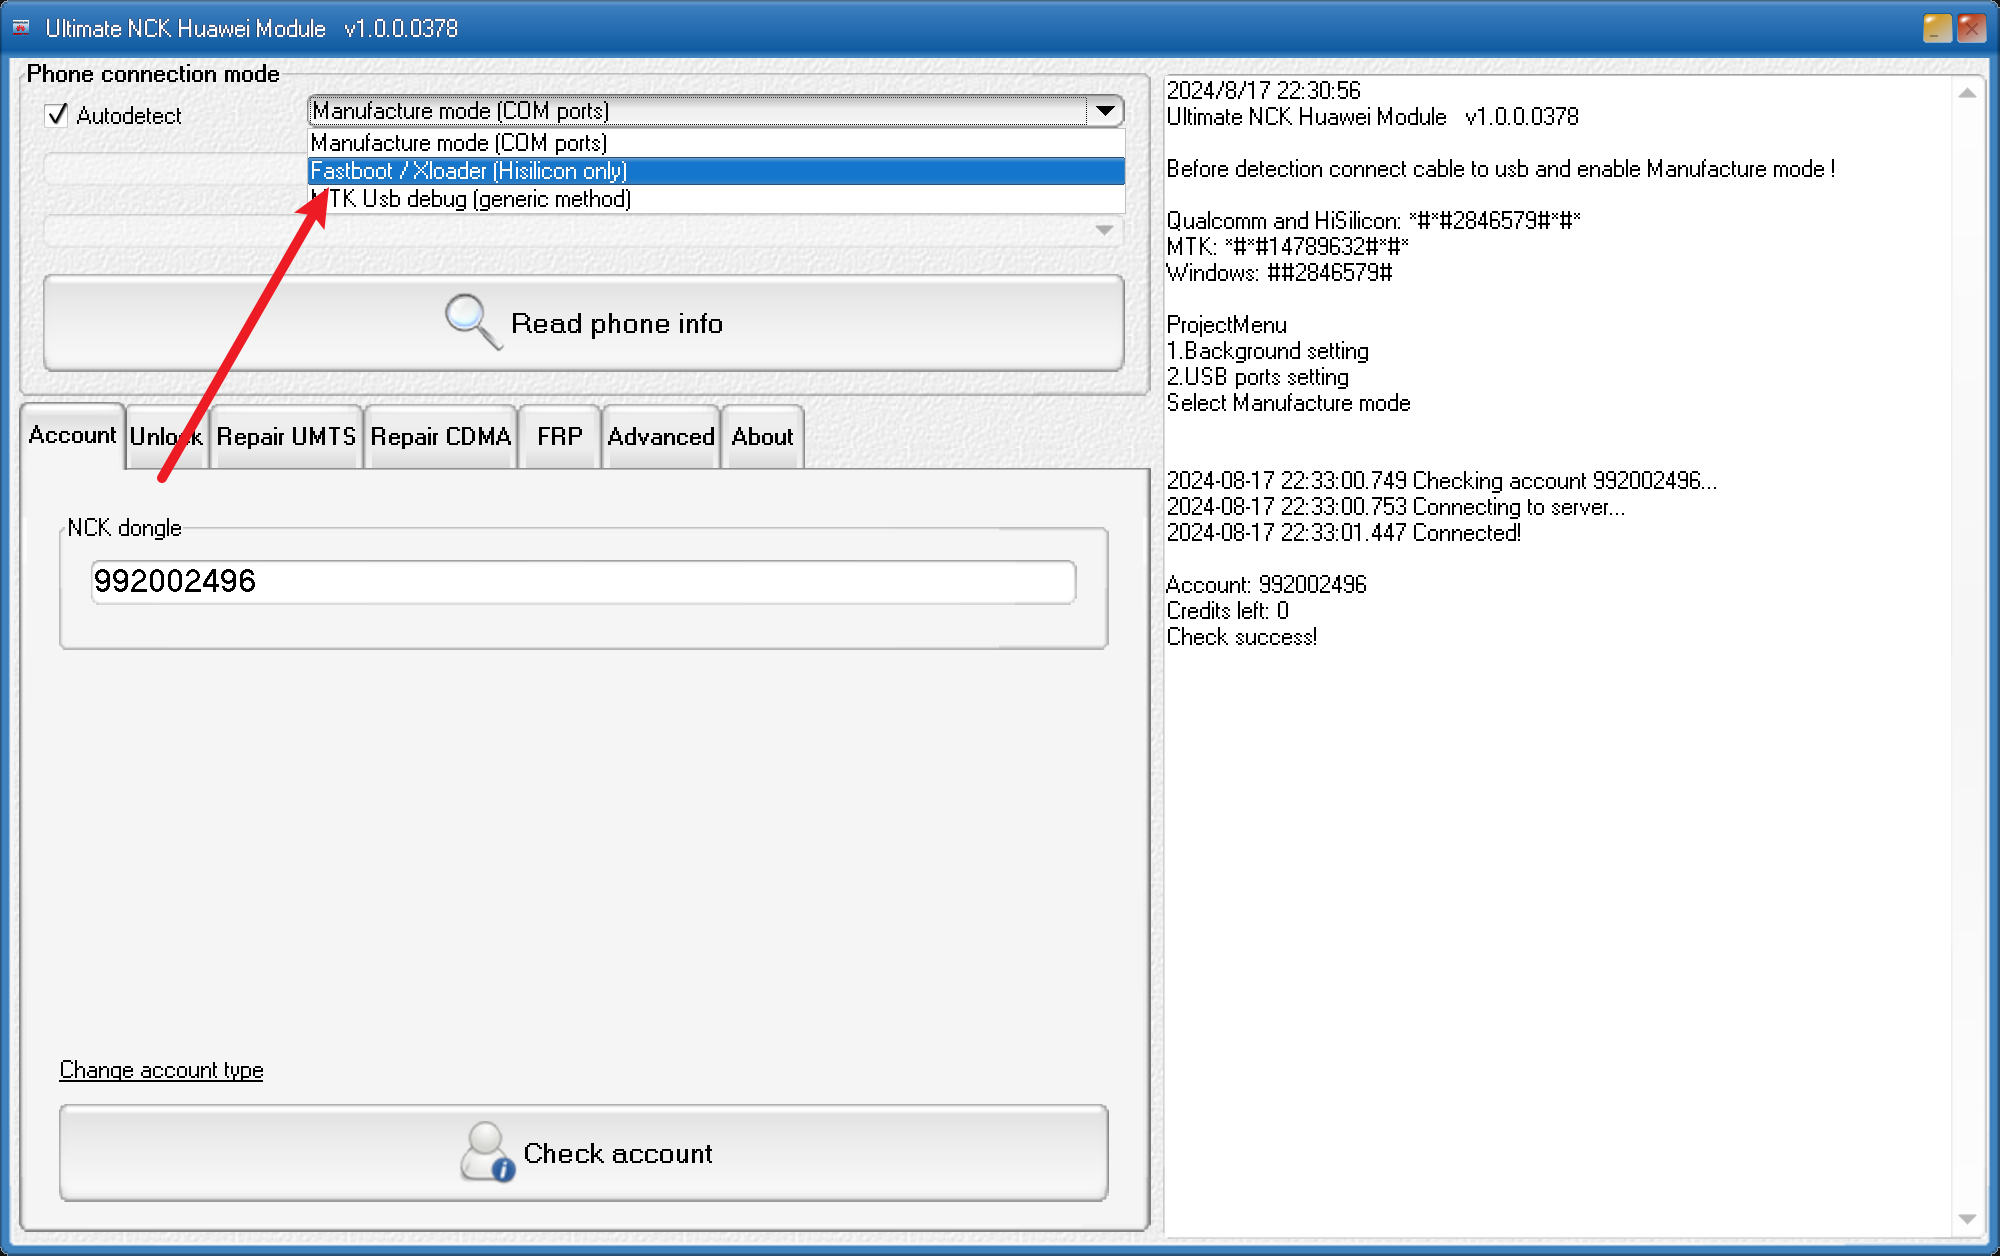 Ultimate NCK Huawei Module v1.0.0.0378
Phone connection mode
Autodetect
Manufacture mode (COM ports)
Manufacture mode (COM ports)
Fastboot / Xloader (Hisilicon only)
MTK Usb debug (generic method)
Read phone info
Account
Unlock
Repair UMTS
Repair CDMA
FRP
Advanced
About
NCK dongle
992002496
Change account type
Check account
2024/8/17 22:30:56
Ultimate NCK Huawei Module v1.0.0.0378
Before detection connect cable to usb and enable Manufacture mode !
Qualcomm and HiSilicon: *#*#2846579#*#*
MTK: *#*#14789632#*#*
Windows: ##2846579#
ProjectMenu
1.Background setting
2.USB ports setting
Select Manufacture mode
2024-08-17 22:33:00.749 Checking account 992002496...
2024-08-17 22:33:00.753 Connecting to server...
2024-08-17 22:33:01.447 Connected!
Account: 992002496
Credits left: 0
Check success!